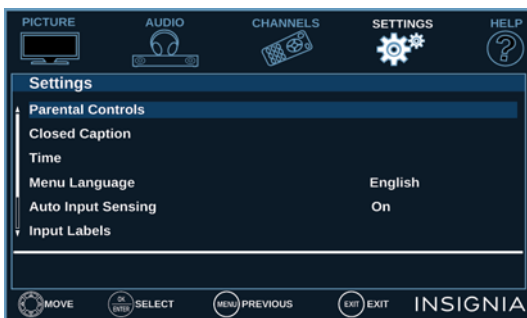 PICTURE AUDIO CHANNELS SETTINGS HELP
Settings
Parental Controls
Closed Caption
Time
Menu Language English
Auto Input Sensing On
Input Labels
MOVE OK ENTER SELECT MENU PREVIOUS EXIT EXIT INSIGNIA